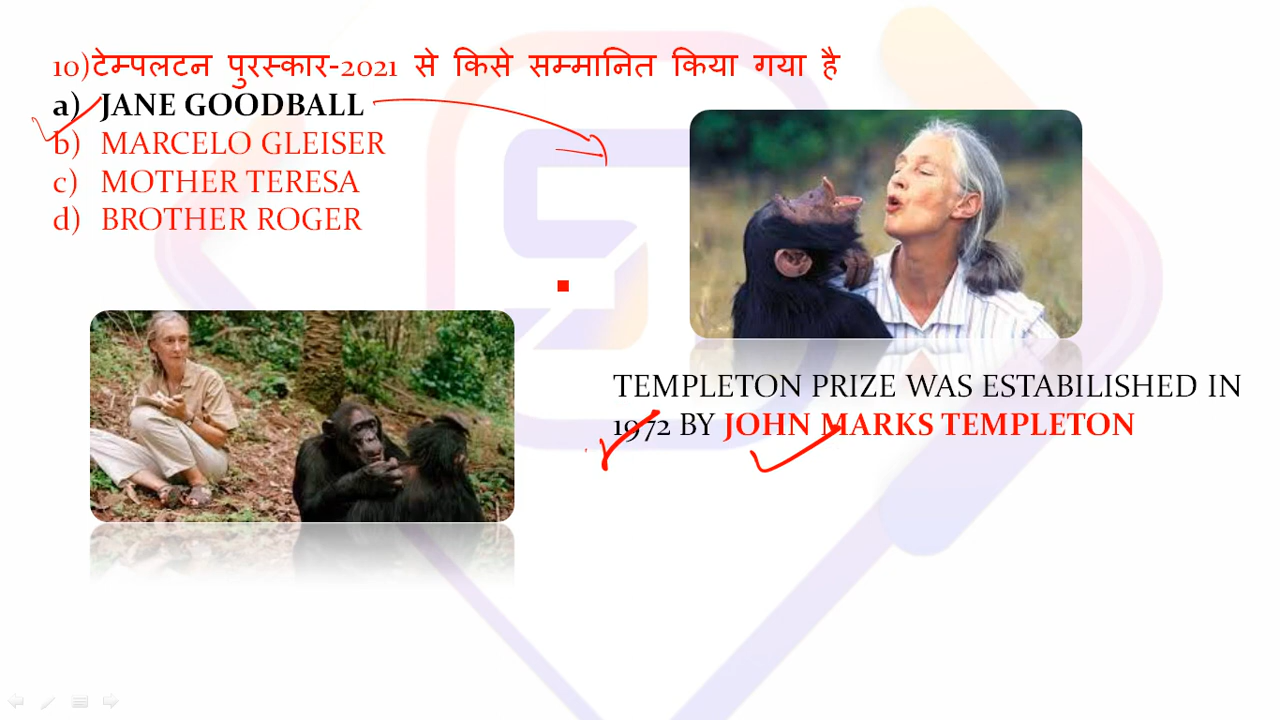 10)टेम्पलटन पुरस्कार-2021 से किसे सम्मानित किया गया है
a) JANE GOODBALL
b) MARCELO GLEISER
c) MOTHER TERESA
d) BROTHER ROGER
TEMPLETON PRIZE WAS ESTABILISHED IN
1972 BY JOHN MARKS TEMPLETON